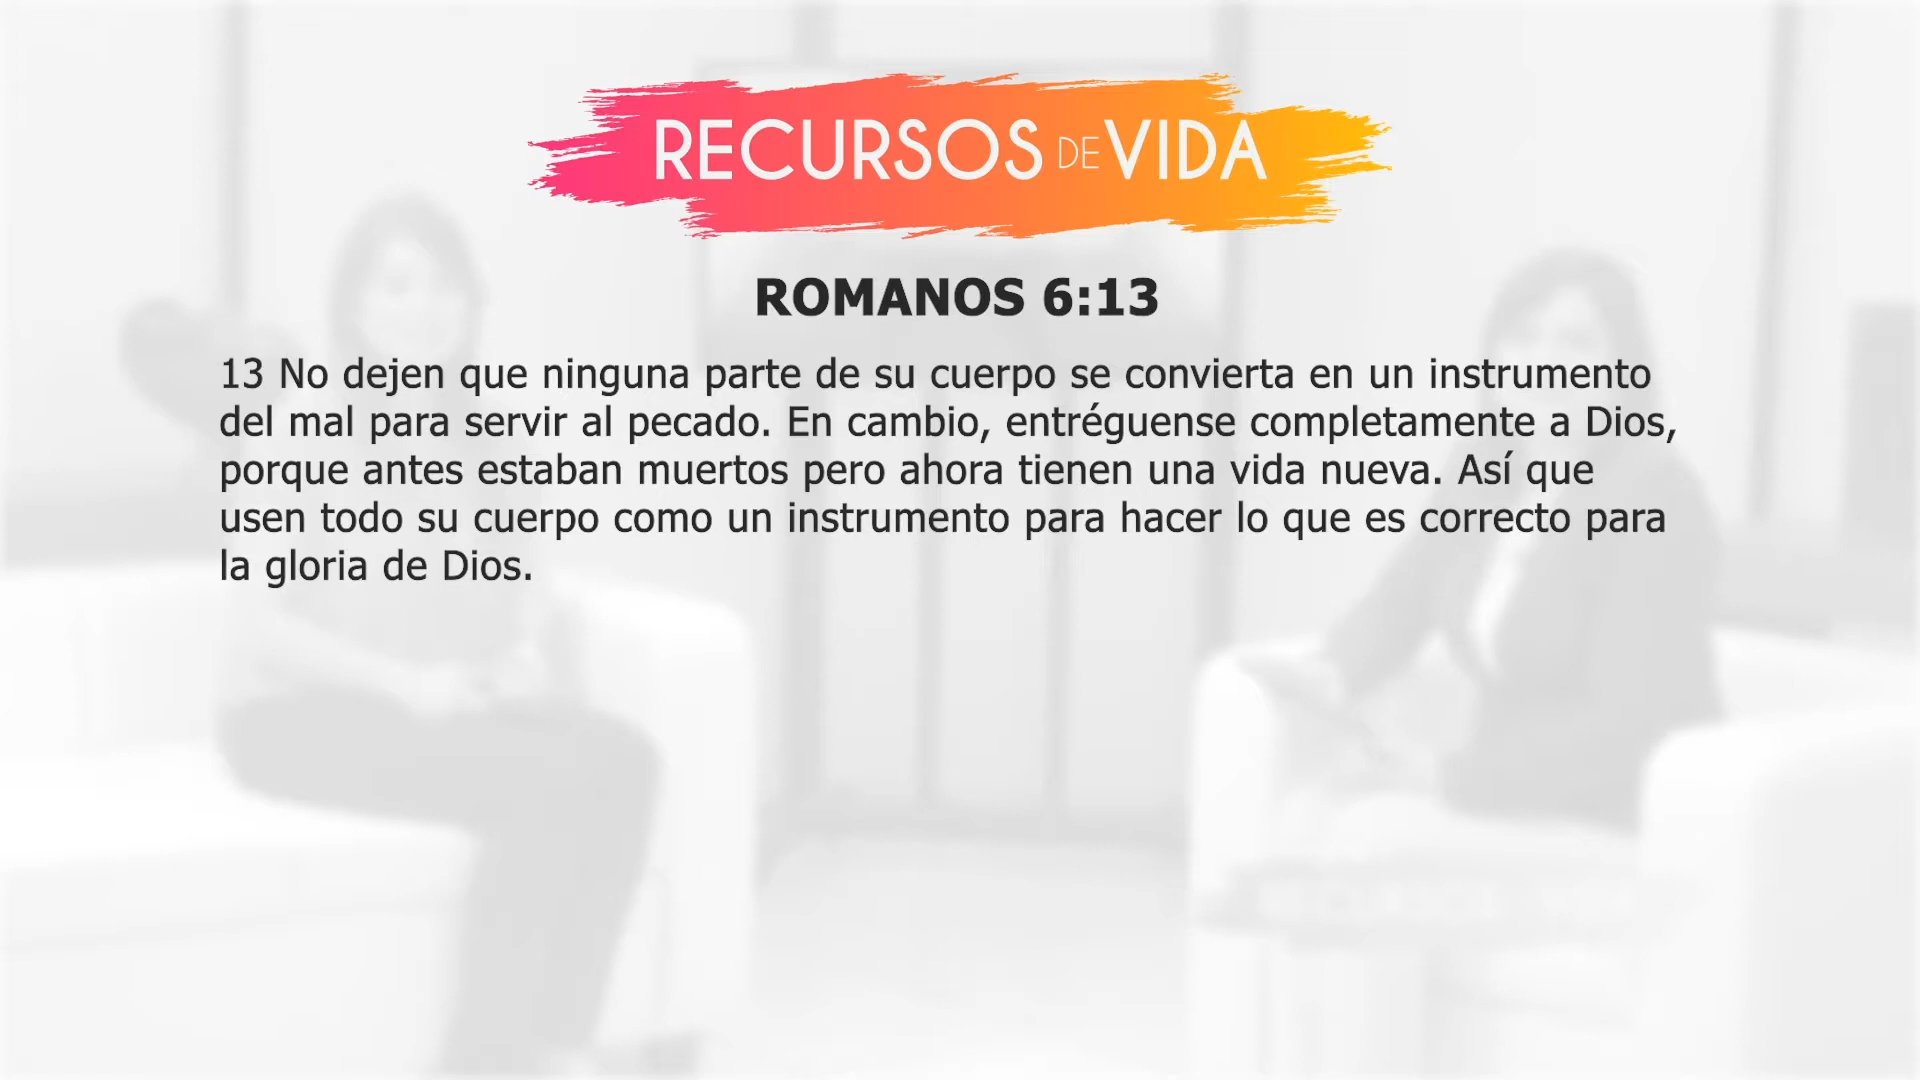 RECURSOS DE VIDA
ROMANOS 6:13
13 No dejen que ninguna parte de su cuerpo se convierta en un instrumento
del mal para servir al pecado. En cambio, entréguense completamente a Dios,
porque antes estaban muertos pero ahora tienen una vida nueva. Así que
usen todo su cuerpo como un instrumento para hacer lo que es correcto para
la gloria de Dios.